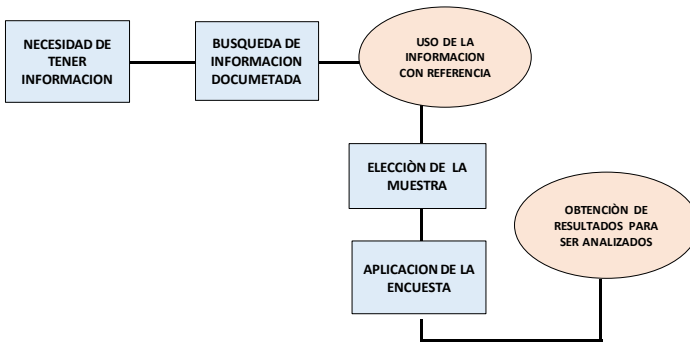 NECESIDAD DE
TENER
INFORMACION
BUSQUEDA DE
INFORMACION
DOCUMETADA
USO DE LA
INFORMACION
CON REFERENCIA
ELECCIÒN DE LA
MUESTRA
APLICACION DE LA
ENCUESTA
OBTENCIÒN DE
RESULTADOS PARA
SER ANALIZADOS